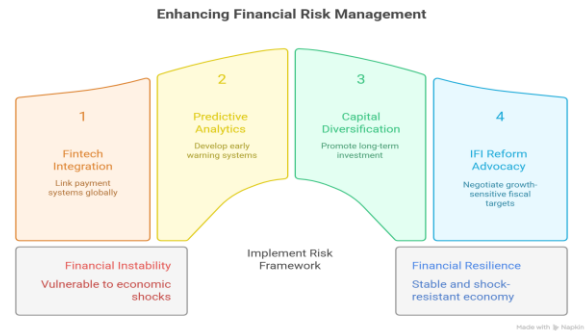 Enhancing Financial Risk Management
1
Fintech
Integration
Link payment
systems globally
2
Predictive
Analytics
Develop early
warning systems
3
Capital
Diversification
Promote long-term
investment
4
IFI Reform
Advocacy
Negotiate growth-
sensitive fiscal
targets
Financial Instability
Vulnerable to economic
shocks
Implement Risk
Framework
Financial Resilience
Stable and shock-
resistant economy
Made with Napkin